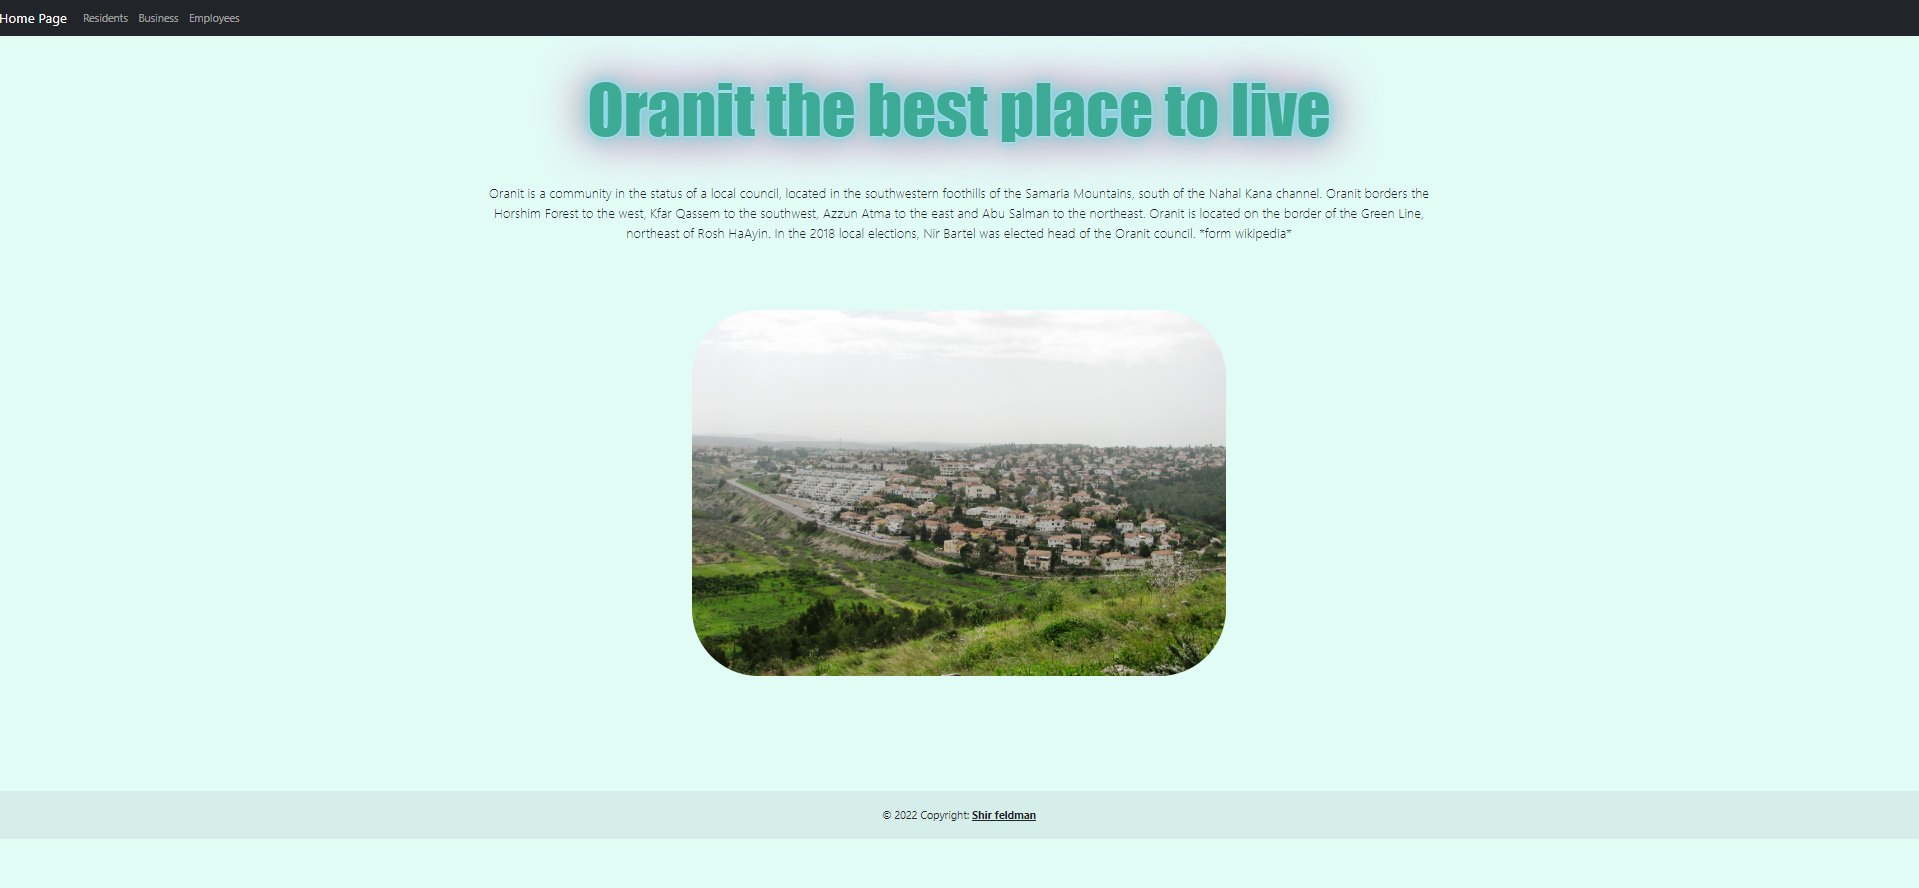 Home Page Residents Business Employees
Oranit the best place to live
Oranit is a community in the status of a local council, located in the southwestern foothills of the Samaria Mountains, south of the Nahal Kana channel. Oranit borders the
Horshim Forest to the west, Kfar Qassem to the southwest, Azzun Atma to the east and Abu Salman to the northeast. Oranit is located on the border of the Green Line,
northeast of Rosh HaAyin. In the 2018 local elections, Nir Bartel was elected head of the Oranit council. *form wikipedia*
© 2022 Copyright: Shir feldman